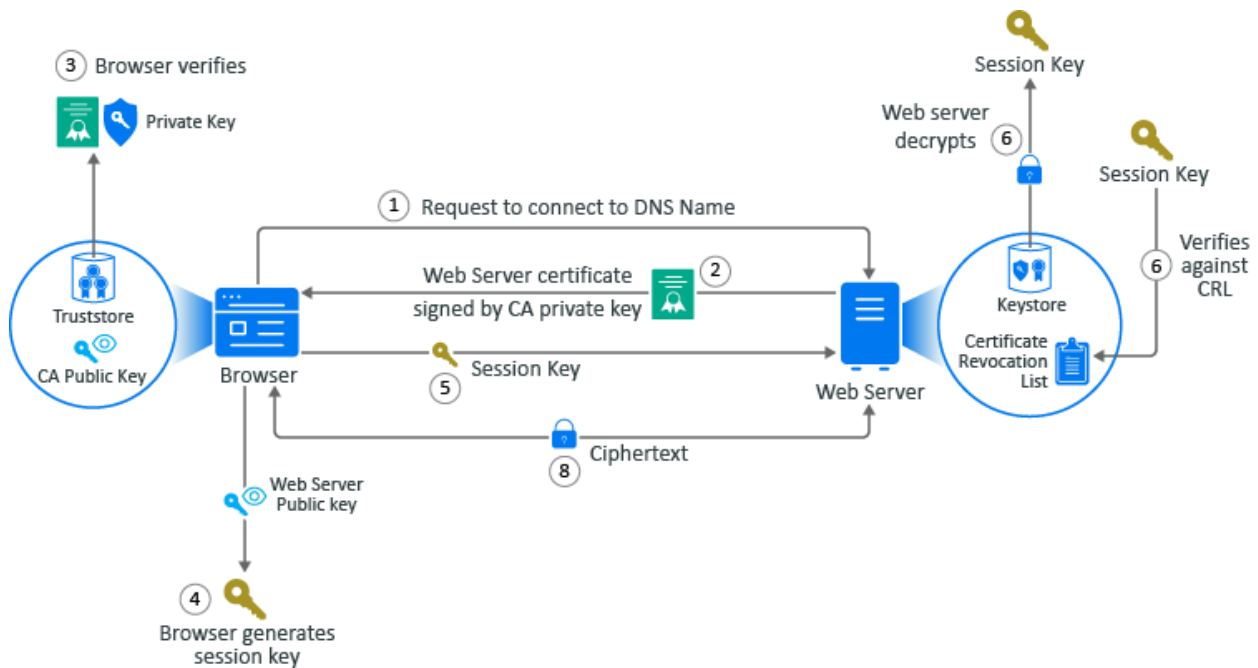 3 Browser verifies
Private Key
Truststore
CA Public Key
1 Request to connect to DNS Name
Web Server certificate
2
signed by CA private key
Browser
5
Session Key
Web Server
8
Ciphertext
Web Server
Public key
4
Browser generates
session key
Session Key
Web server
decrypts
6
Session Key
Verifies
against
CRL
6
Keystore
Certificate
Revocation
List